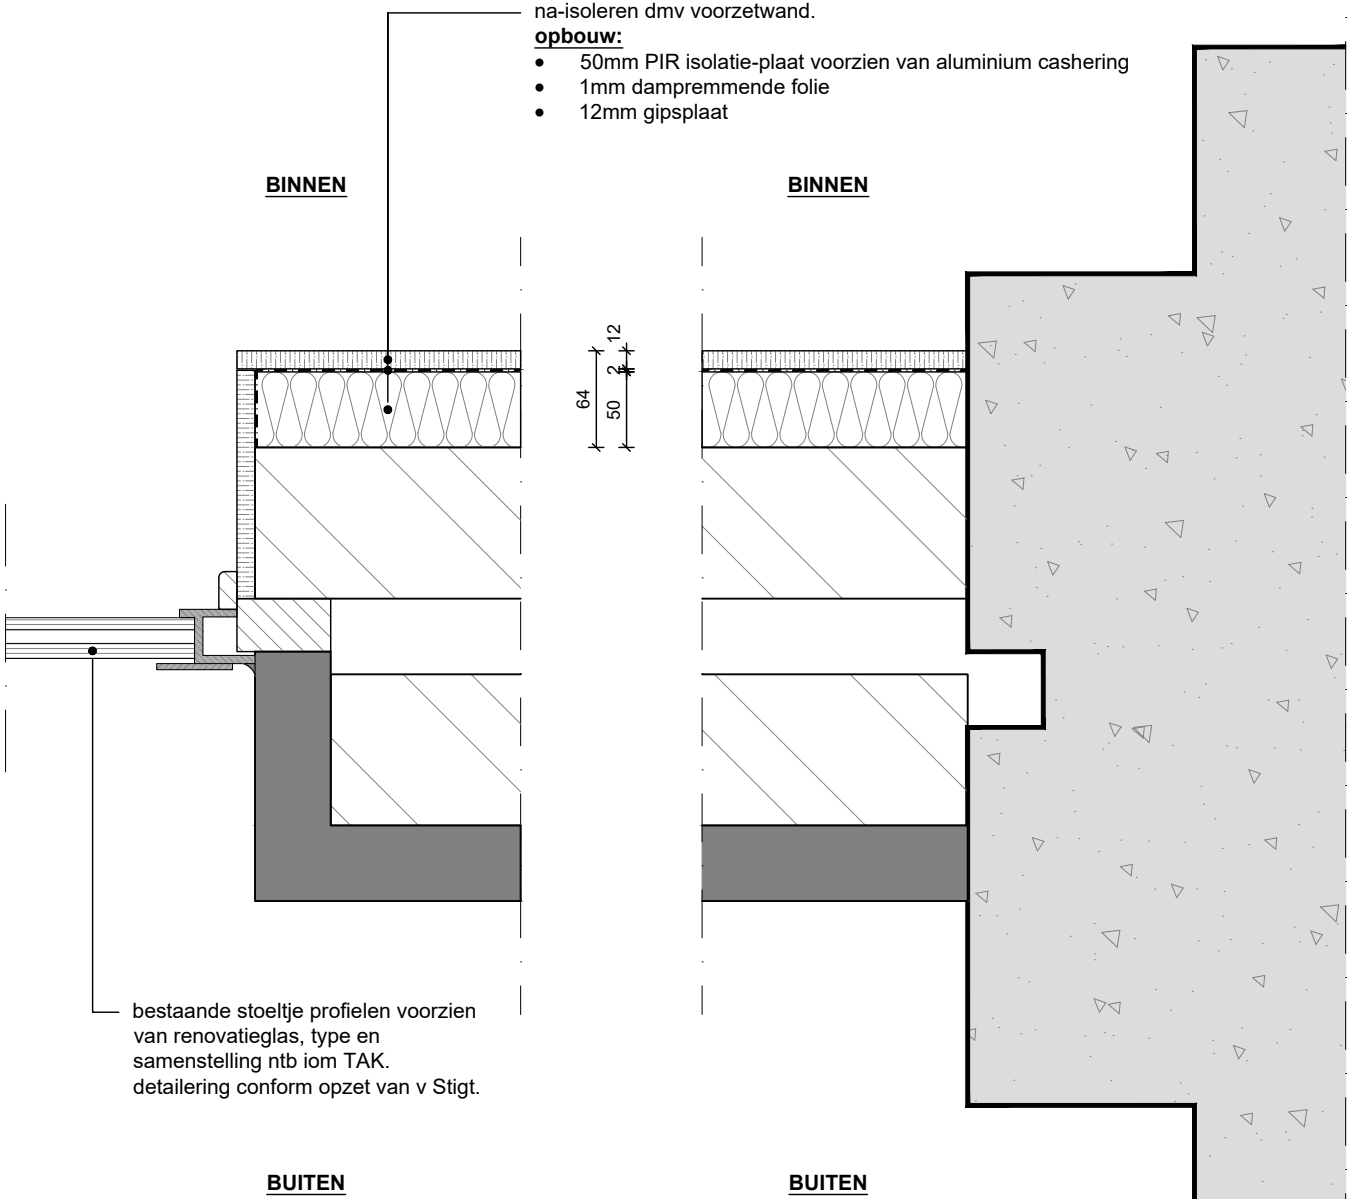 na-isoleren dmv voorzetwand.
opbouw:
• 50mm PIR isolatie-plaat voorzien van aluminium cashering
• 1mm dampremmende folie
• 12mm gipsplaat
BINNEN
BINNEN
12
2
64
50
bestaande stoeltje profielen voorzien
van renovatieglas, type en
samenstelling ntb iom TAK.
detailering conform opzet van v Stigt.
BUITEN
BUITEN